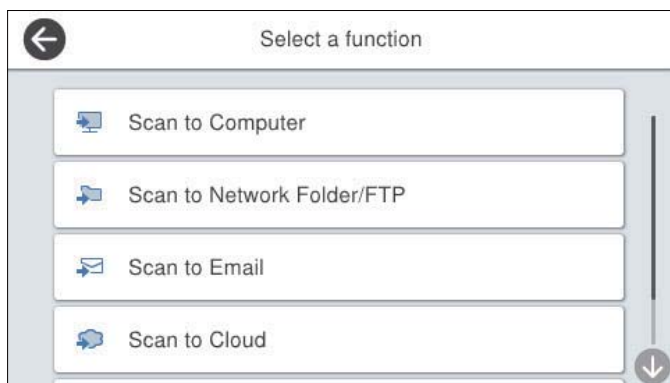 Select a function
Scan to Computer
Scan to Network Folder/FTP
Scan to Email
Scan to Cloud